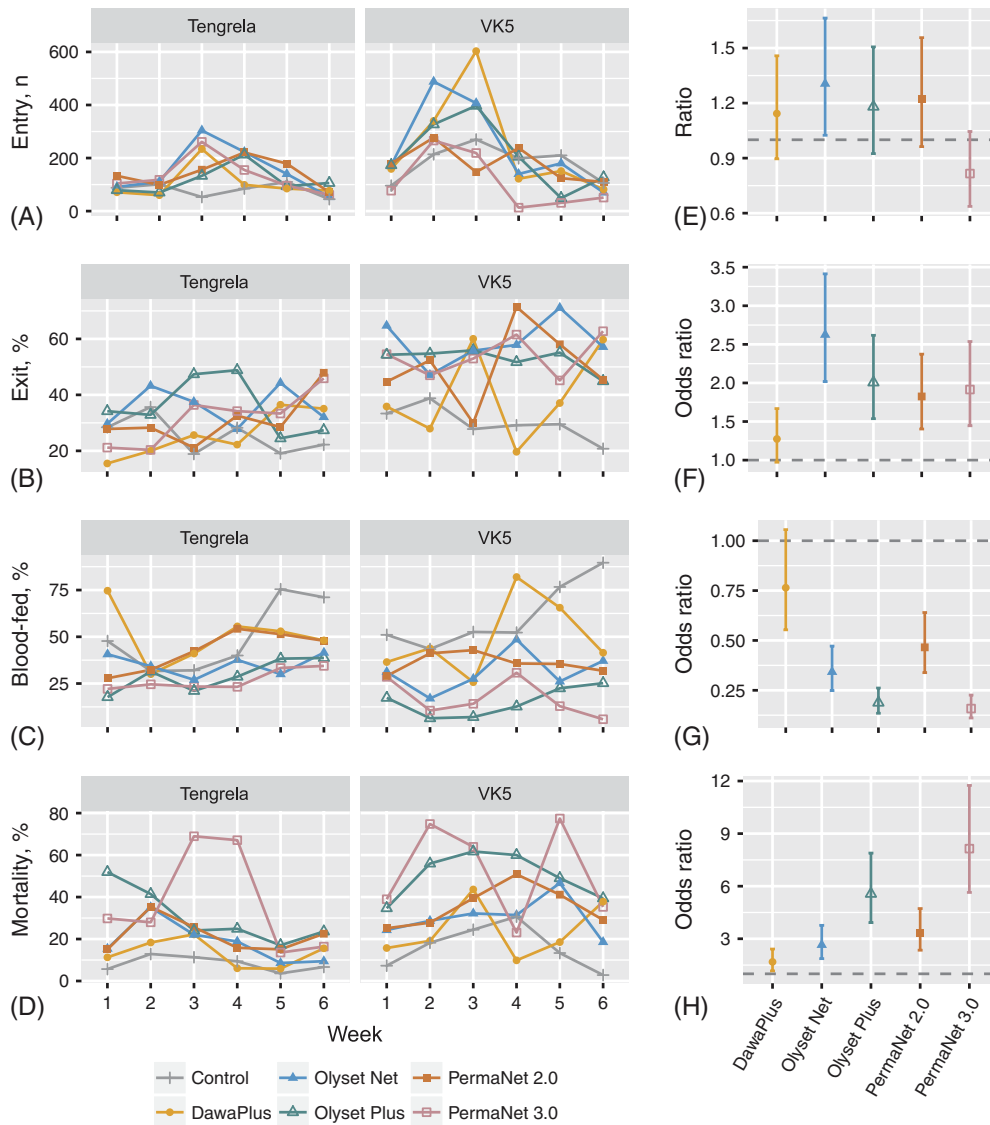 Tengrela
VK5
Entry, n
600
400
200
0
(A)
Ratio
1.5
1.2
0.9
0.6
(E)
Tengrela
VK5
Exit, %
60
40
20
(B)
Odds ratio
3.5
3.0
2.5
2.0
1.5
1.0
(F)
Tengrela
VK5
Blood-fed, %
75
50
25
(C)
Odds ratio
1.00
0.75
0.50
0.25
(G)
Tengrela
VK5
Mortality, %
80
60
40
20
0
(D)
1 2 3 4 5 6
1 2 3 4 5 6
Week
Odds ratio
12
9
6
3
(H)
DawaPlus
Olyset Net
Olyset Plus
PermaNet 2.0
PermaNet 3.0
Control
Olyset Net
PermaNet 2.0
DawaPlus
Olyset Plus
PermaNet 3.0